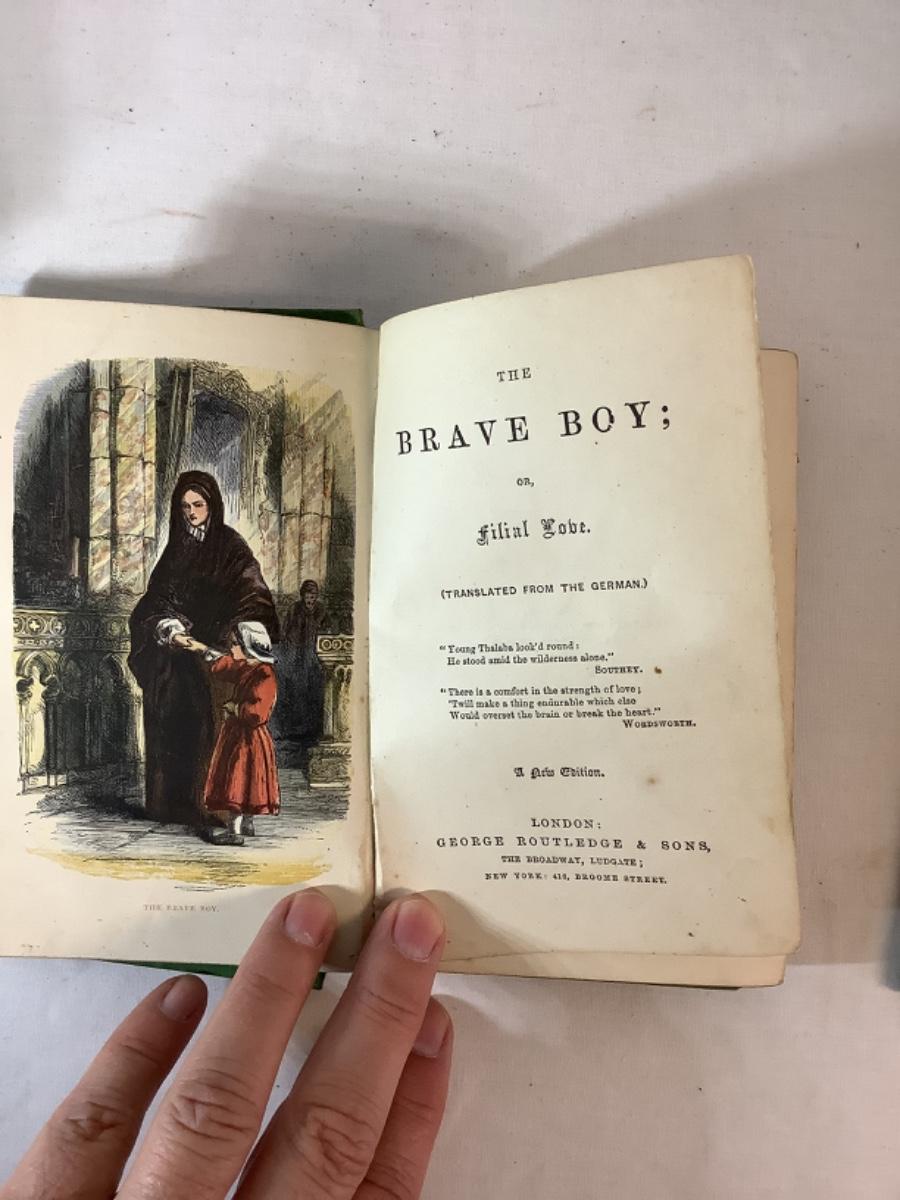 THE BRAVE BOY.
THE
BRAVE BOY;
OR,
Filial Love.
(TRANSLATED FROM THE GERMAN.)
"Young Thalaba look'd round:
He stood amid the wilderness alone."
SOUTHEY.
"There is a comfort in the strength of love;
'Twill make a thing endurable which else
Would overset the brain or break the heart."
WORDSWORTH.
A New Edition.
LONDON:
GEORGE ROUTLEDGE & SONS,
THE BROADWAY, LUDGATE;
NEW YORK: 416, BROOME STREET.